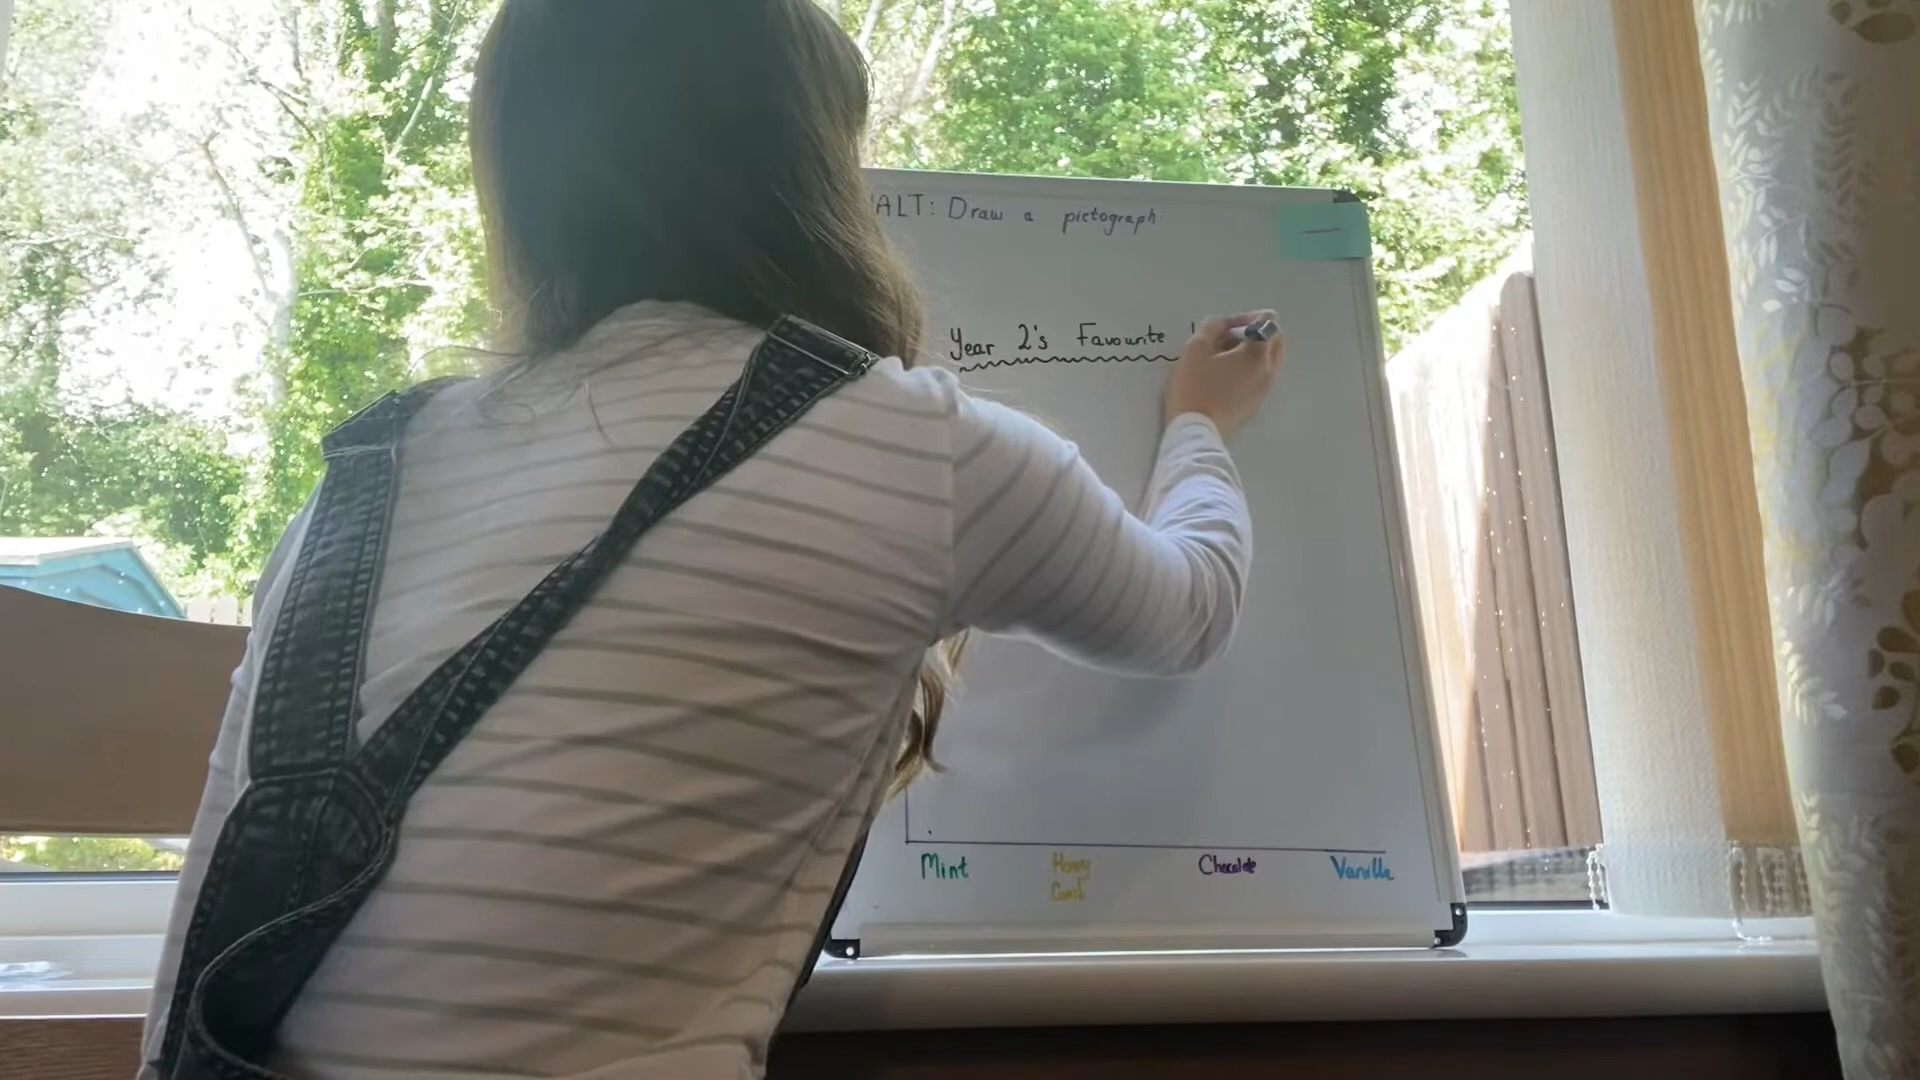 ALT: Draw a pictograph
Year 2's Favourite
Mint
Honey
Comb
Chocolate
Vanilla